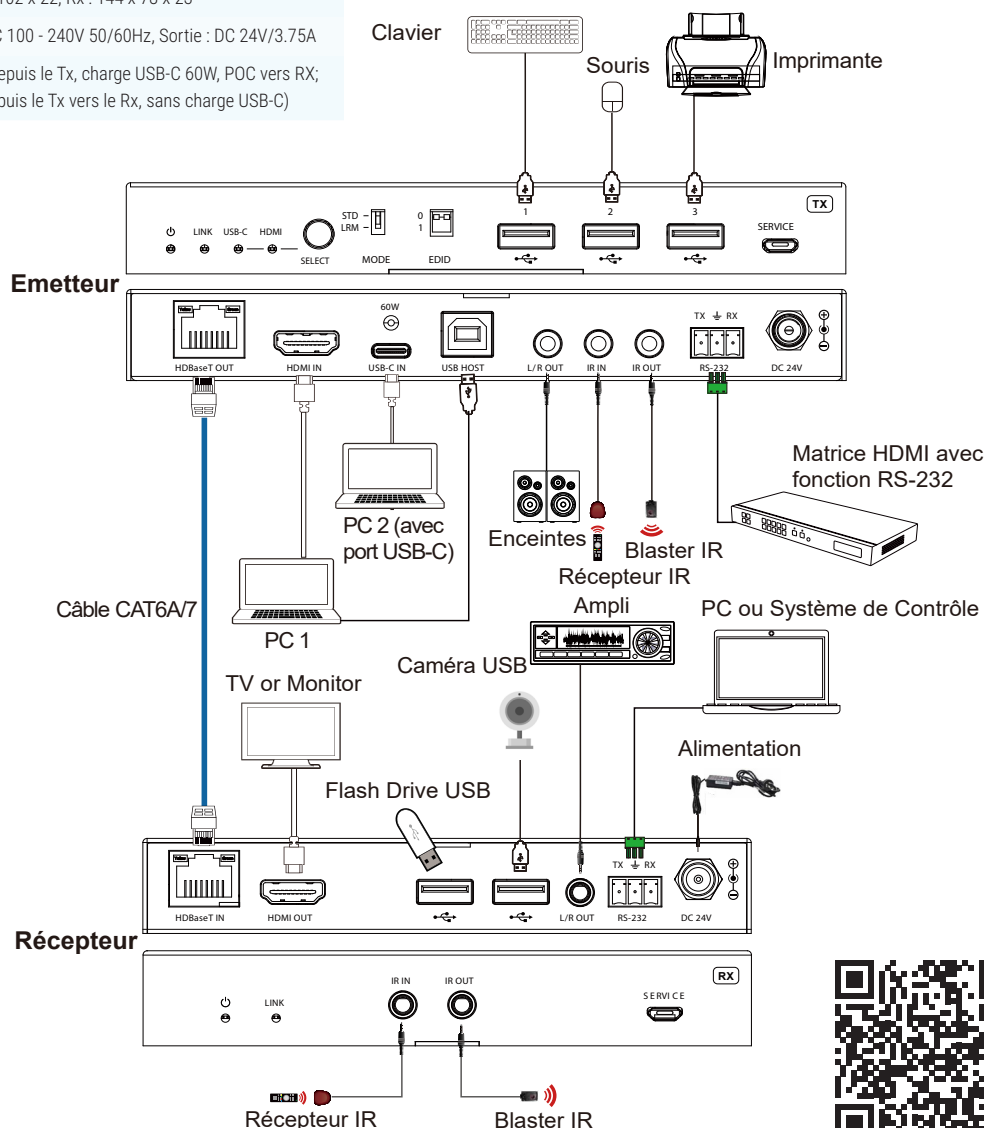 102 x 22, Rx : 144 x 78 x 23
C 100 - 240V 50/60Hz, Sortie : DC 24V/3.75A
epuis le Tx, charge USB-C 60W, POC vers RX;
puis le Tx vers le Rx, sans charge USB-C)
Clavier
Souris
Imprimante
TX
STD
LRM
0
1
1
2
3
SERVICE
LINK
USB-C
HDMI
SELECT
MODE
EDID
Emetteur
60W
TX
RX
HDBaseT OUT
HDMI IN
USB-C IN
USB HOST
L/R OUT
IR IN
IR OUT
RS-232
DC 24V
Matrice HDMI avec
fonction RS-232
PC 2 (avec
port USB-C)
Enceintes
Blaster IR
Récepteur IR
Câble CAT6A/7
PC 1
Ampli
PC ou Système de Contrôle
Caméra USB
TV or Monitor
Alimentation
Flash Drive USB
TX
RX
HDBaseT IN
HDMI OUT
L/R OUT
RS-232
DC 24V
Récepteur
RX
IR IN
IR OUT
SERVICE
LINK
Récepteur IR
Blaster IR